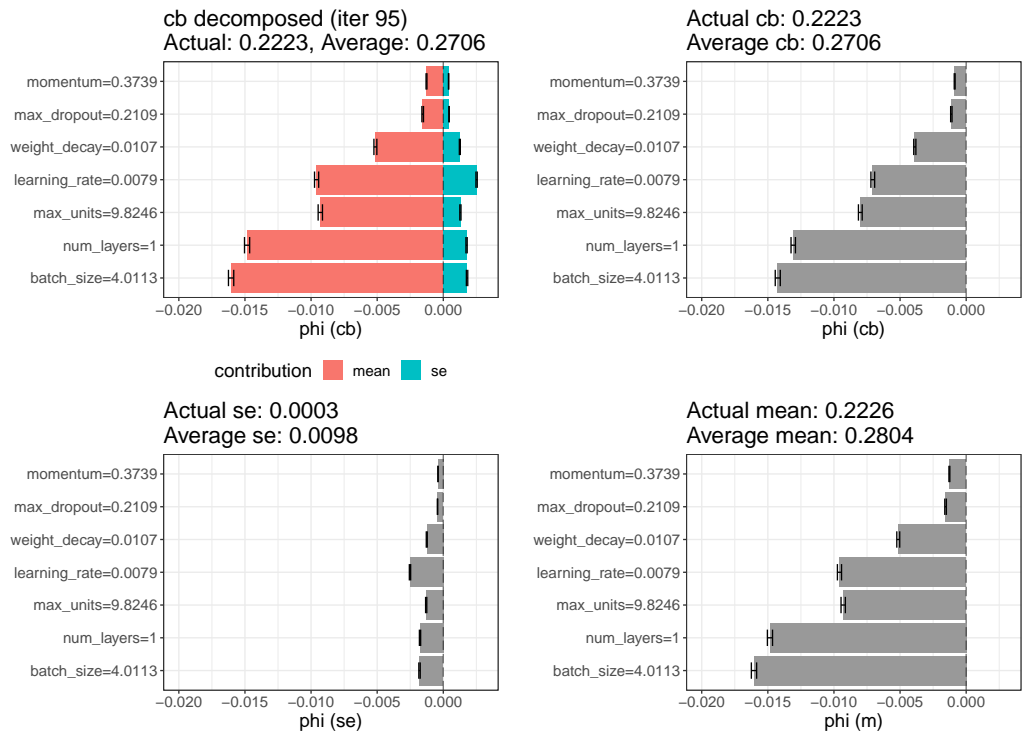 cb decomposed (iter 95)
Actual: 0.2223, Average: 0.2706
momentum=0.3739
max_dropout=0.2109
weight_decay=0.0107
learning_rate=0.0079
max_units=9.8246
num_layers=1
batch_size=4.0113
−0.020 −0.015 −0.010 −0.005 0.000
phi (cb)
contribution mean se
Actual cb: 0.2223
Average cb: 0.2706
momentum=0.3739
max_dropout=0.2109
weight_decay=0.0107
learning_rate=0.0079
max_units=9.8246
num_layers=1
batch_size=4.0113
−0.020 −0.015 −0.010 −0.005 0.000
phi (cb)
Actual se: 0.0003
Average se: 0.0098
momentum=0.3739
max_dropout=0.2109
weight_decay=0.0107
learning_rate=0.0079
max_units=9.8246
num_layers=1
batch_size=4.0113
−0.020 −0.015 −0.010 −0.005 0.000
phi (se)
Actual mean: 0.2226
Average mean: 0.2804
momentum=0.3739
max_dropout=0.2109
weight_decay=0.0107
learning_rate=0.0079
max_units=9.8246
num_layers=1
batch_size=4.0113
−0.020 −0.015 −0.010 −0.005 0.000
phi (m)